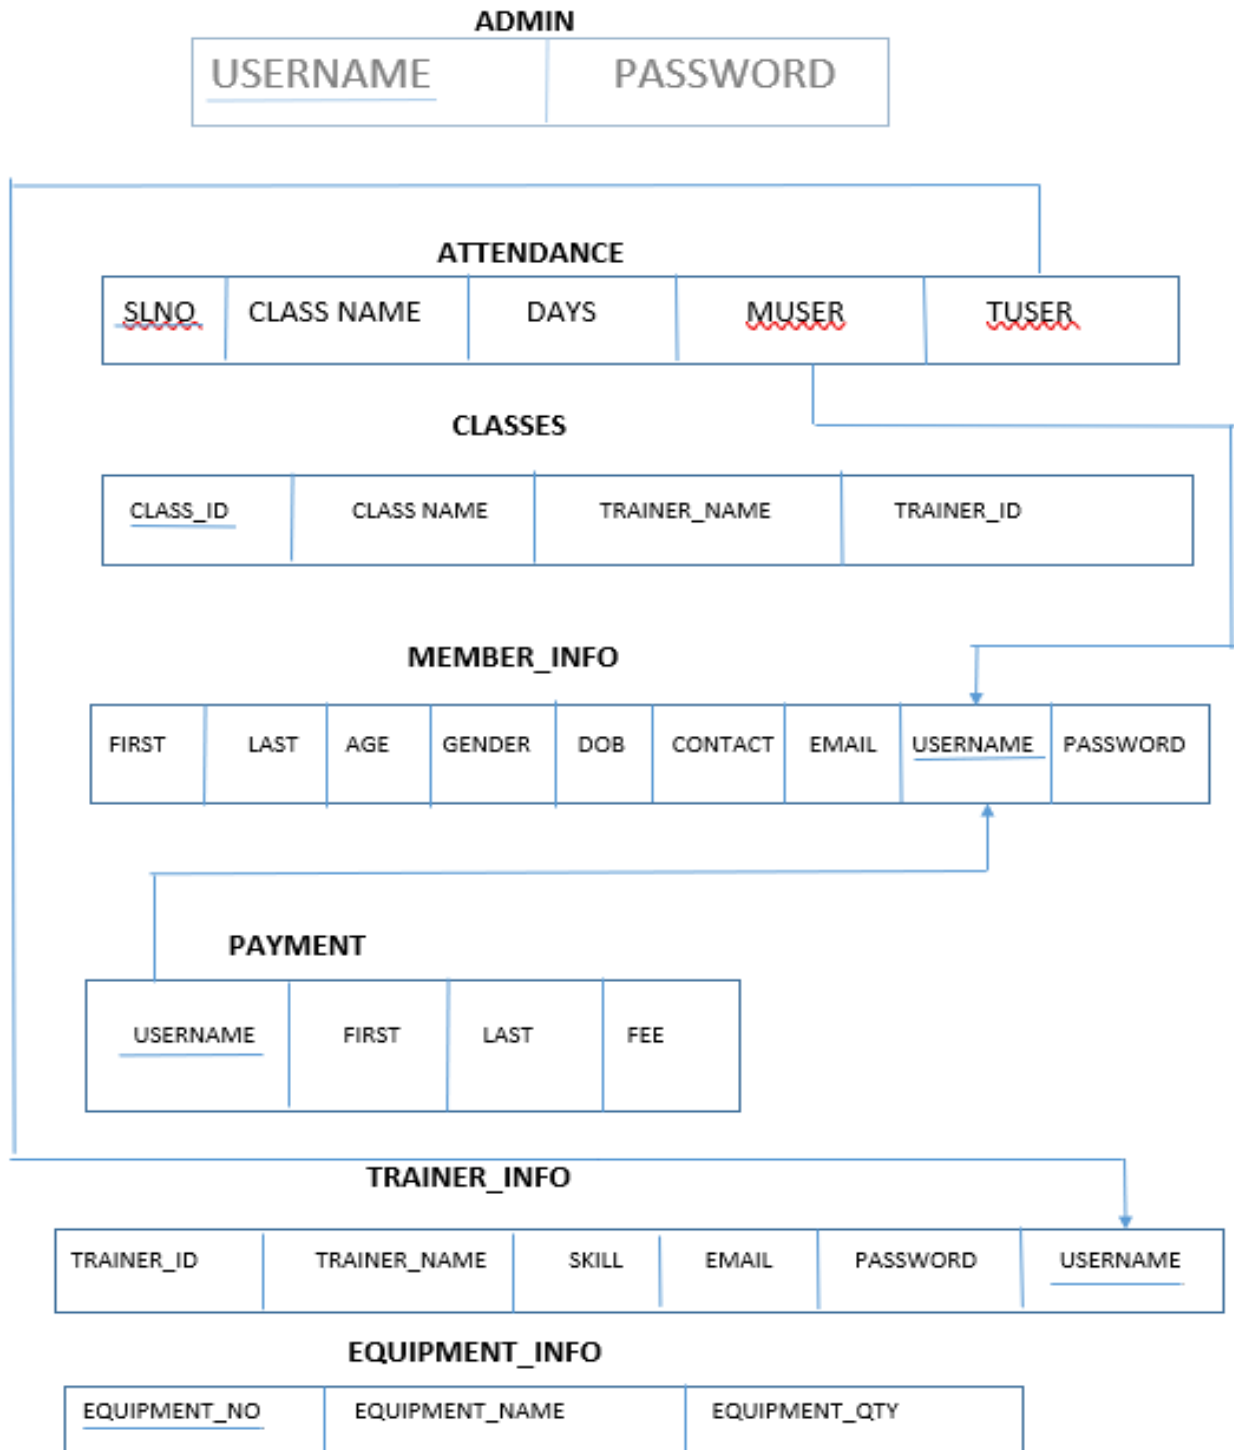 ADMIN
USERNAME PASSWORD
ATTENDANCE
SLNO CLASS NAME DAYS MUSER TUSER
CLASSES
CLASS_ID CLASS NAME TRAINER_NAME TRAINER_ID
MEMBER_INFO
FIRST LAST AGE GENDER DOB CONTACT EMAIL USERNAME PASSWORD
PAYMENT
USERNAME FIRST LAST FEE
TRAINER_INFO
TRAINER_ID TRAINER_NAME SKILL EMAIL PASSWORD USERNAME
EQUIPMENT_INFO
EQUIPMENT_NO EQUIPMENT_NAME EQUIPMENT_QTY